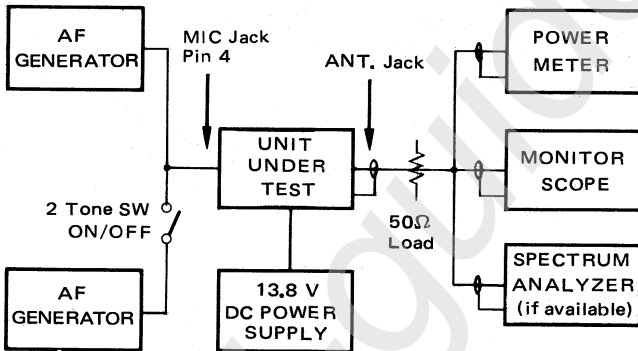 AF
GENERATOR
MIC Jack
Pin 4
ANT. Jack
POWER
METER
UNIT
UNDER
TEST
MONITOR
SCOPE
2 Tone SW
ON/OFF
50Ω
Load
AF
GENERATOR
13.8 V
DC POWER
SUPPLY
SPECTRUM
ANALYZER
(if available)